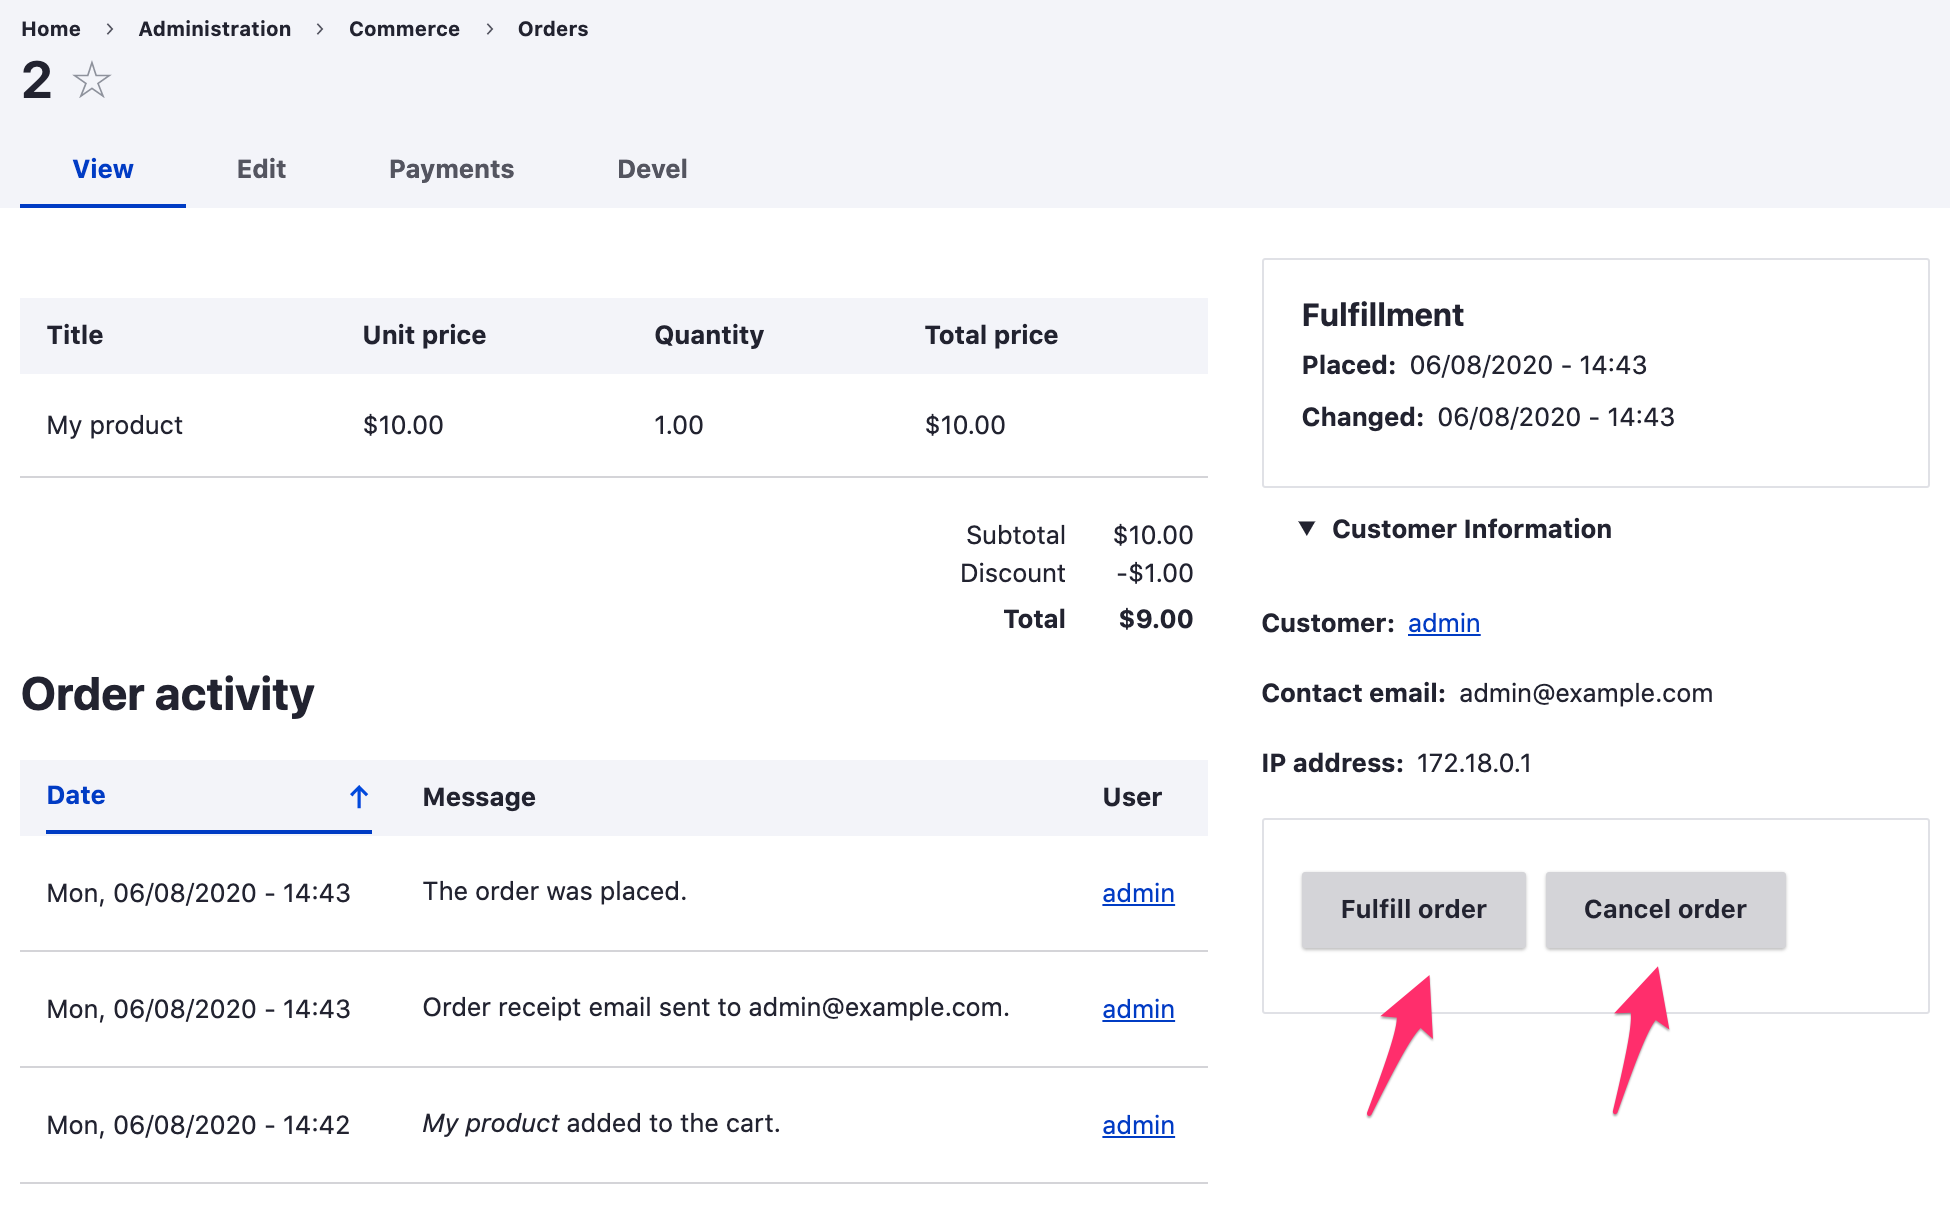 Home > Administration > Commerce > Orders
2
View Edit Payments Devel
Title Unit price Quantity Total price
My product $10.00 1.00 $10.00
Subtotal $10.00
Discount -$1.00
Total $9.00
Order activity
Date Message User
Mon, 06/08/2020 - 14:43 The order was placed. admin
Mon, 06/08/2020 - 14:43 Order receipt email sent to admin@example.com. admin
Mon, 06/08/2020 - 14:42 My product added to the cart. admin
Fulfillment
Placed: 06/08/2020 - 14:43
Changed: 06/08/2020 - 14:43
Customer Information
Customer: admin
Contact email: admin@example.com
IP address: 172.18.0.1
Fulfill order Cancel order